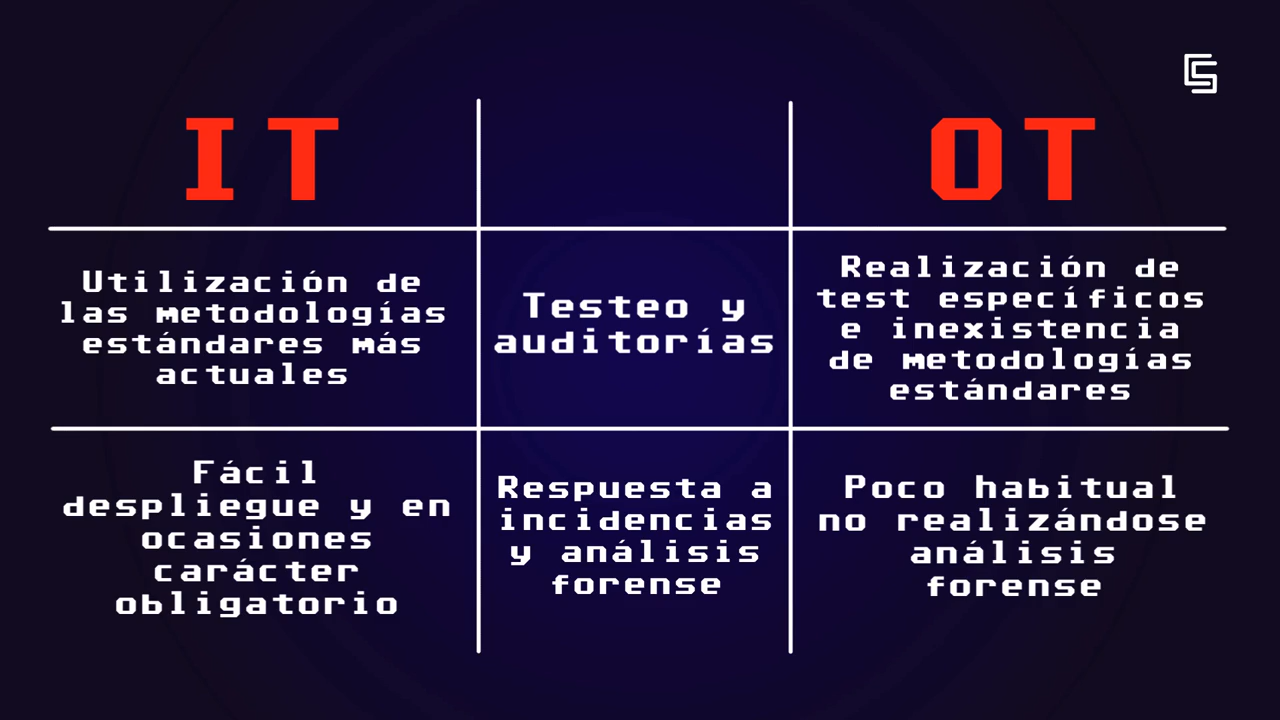 IT
OT
Utilización de
las metodologías
estándares más
actuales
Testeo y
auditorías
Realización de
test específicos
e inexistencia
de metodologías
estándares
Fácil
despliegue y en
ocasiones
carácter
obligatorio
Respuesta a
incidencias
y análisis
forense
Poco habitual
no realizándose
análisis
forense